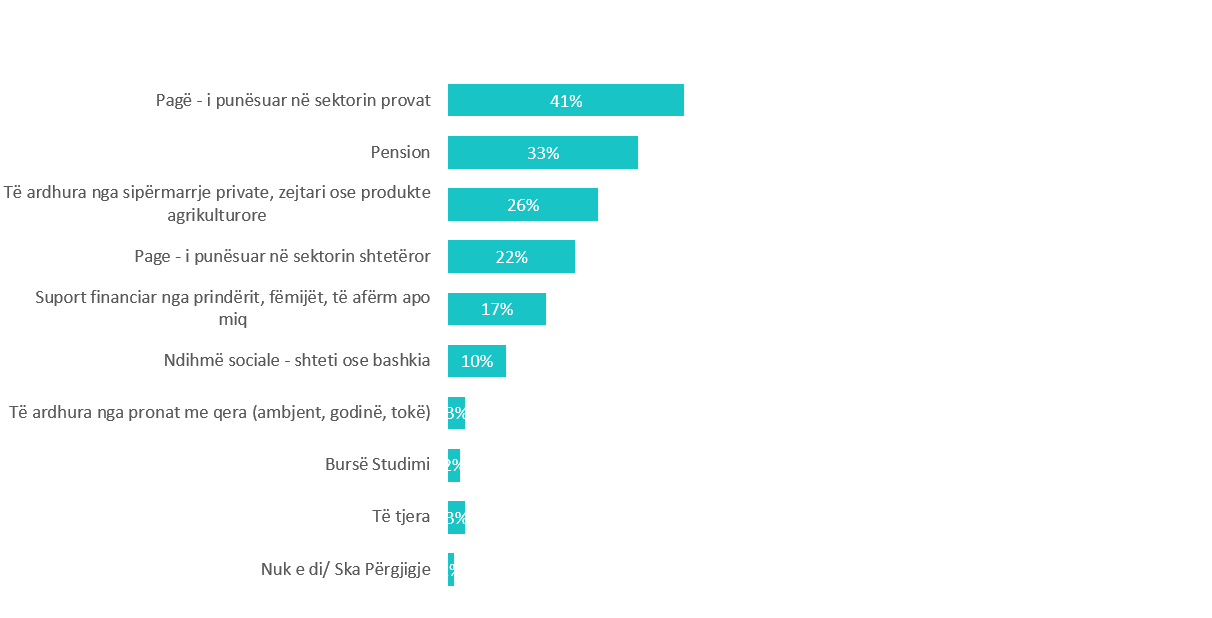 Pagë - i punësuar në sektorin provat
41%
Pension
33%
Të ardhura nga sipërmarrje private, zejtari ose produkte
agrikulturore
26%
Page - i punësuar në sektorin shtetëror
22%
Suport financiar nga prindërit, fëmijët, të afërm apo
miq
17%
Ndihmë sociale - shteti ose bashkia
10%
Të ardhura nga pronat me qera (ambjent, godinë, tokë)
3%
Bursë Studimi
2%
Të tjera
3%
Nuk e di/ Ska Përgjigje